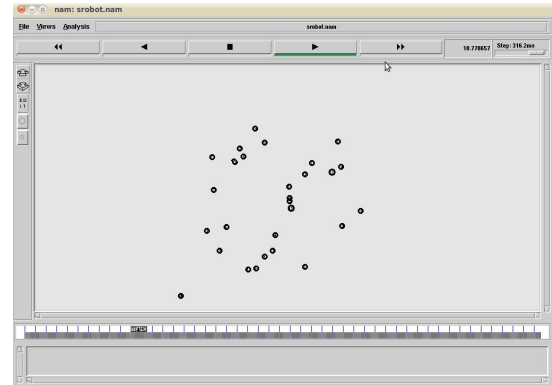 nam: srobot.nam
File Views Analysis srobot.nam
10.778657 Step: 316.2ms